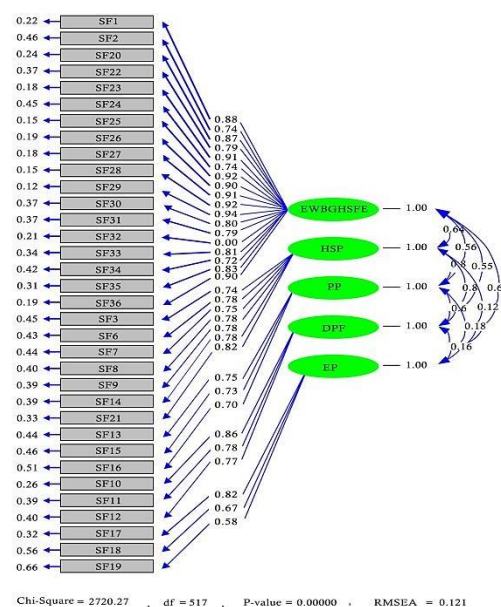 0.22 SF1
0.46 SF2
0.24 SF20
0.37 SF22
0.18 SF23
0.45 SF24
0.15 SF25
0.19 SF26
0.18 SF27
0.15 SF28
0.12 SF29
0.37 SF30
0.37 SF31
0.21 SF32
0.34 SF33
0.42 SF34
0.31 SF35
0.19 SF36
0.45 SF3
0.43 SF6
0.44 SF7
0.40 SF8
0.39 SF9
0.39 SF14
0.33 SF21
0.44 SF13
0.46 SF15
0.51 SF16
0.26 SF10
0.39 SF11
0.40 SF12
0.32 SF17
0.56 SF18
0.66 SF19
0.88
0.74
0.87
0.79
0.91
0.74
0.92
0.90
0.91
0.92
0.94
0.80
0.79
0.00
0.81
0.72
0.83
0.90
0.74
0.78
0.75
0.78
0.78
0.78
0.82
0.75
0.73
0.70
0.86
0.78
0.77
0.82
0.67
0.58
EWBGHSFE 1.00
HSP 1.00
PP 1.00
DPF 1.00
EP 1.00
0.64
0.56
0.8 0.55
0.8 0.6
0.6 0.12
0.18
0.16
Chi-Square = 2720.27 , df = 517 , P-value = 0.00000 , RMSEA = 0.121